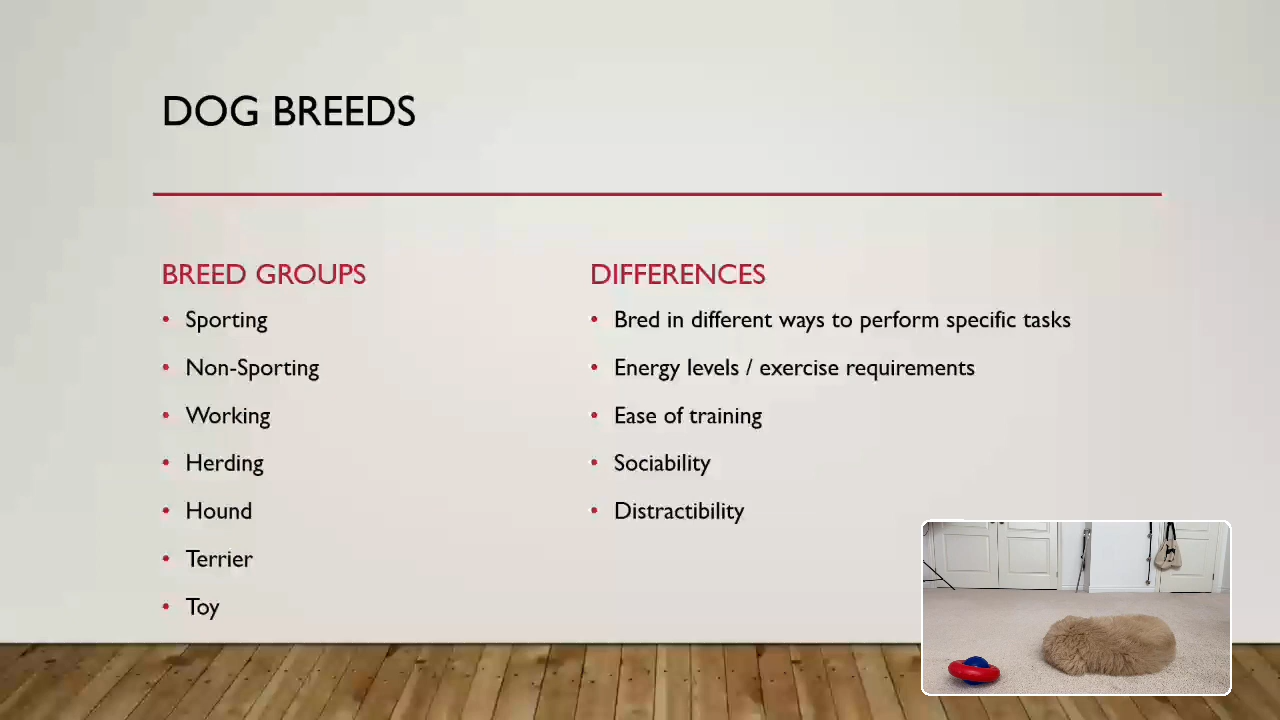 DOG BREEDS
BREED GROUPS
• Sporting
• Non-Sporting
• Working
• Herding
• Hound
• Terrier
• Toy
DIFFERENCES
• Bred in different ways to perform specific tasks
• Energy levels / exercise requirements
• Ease of training
• Sociability
• Distractibility